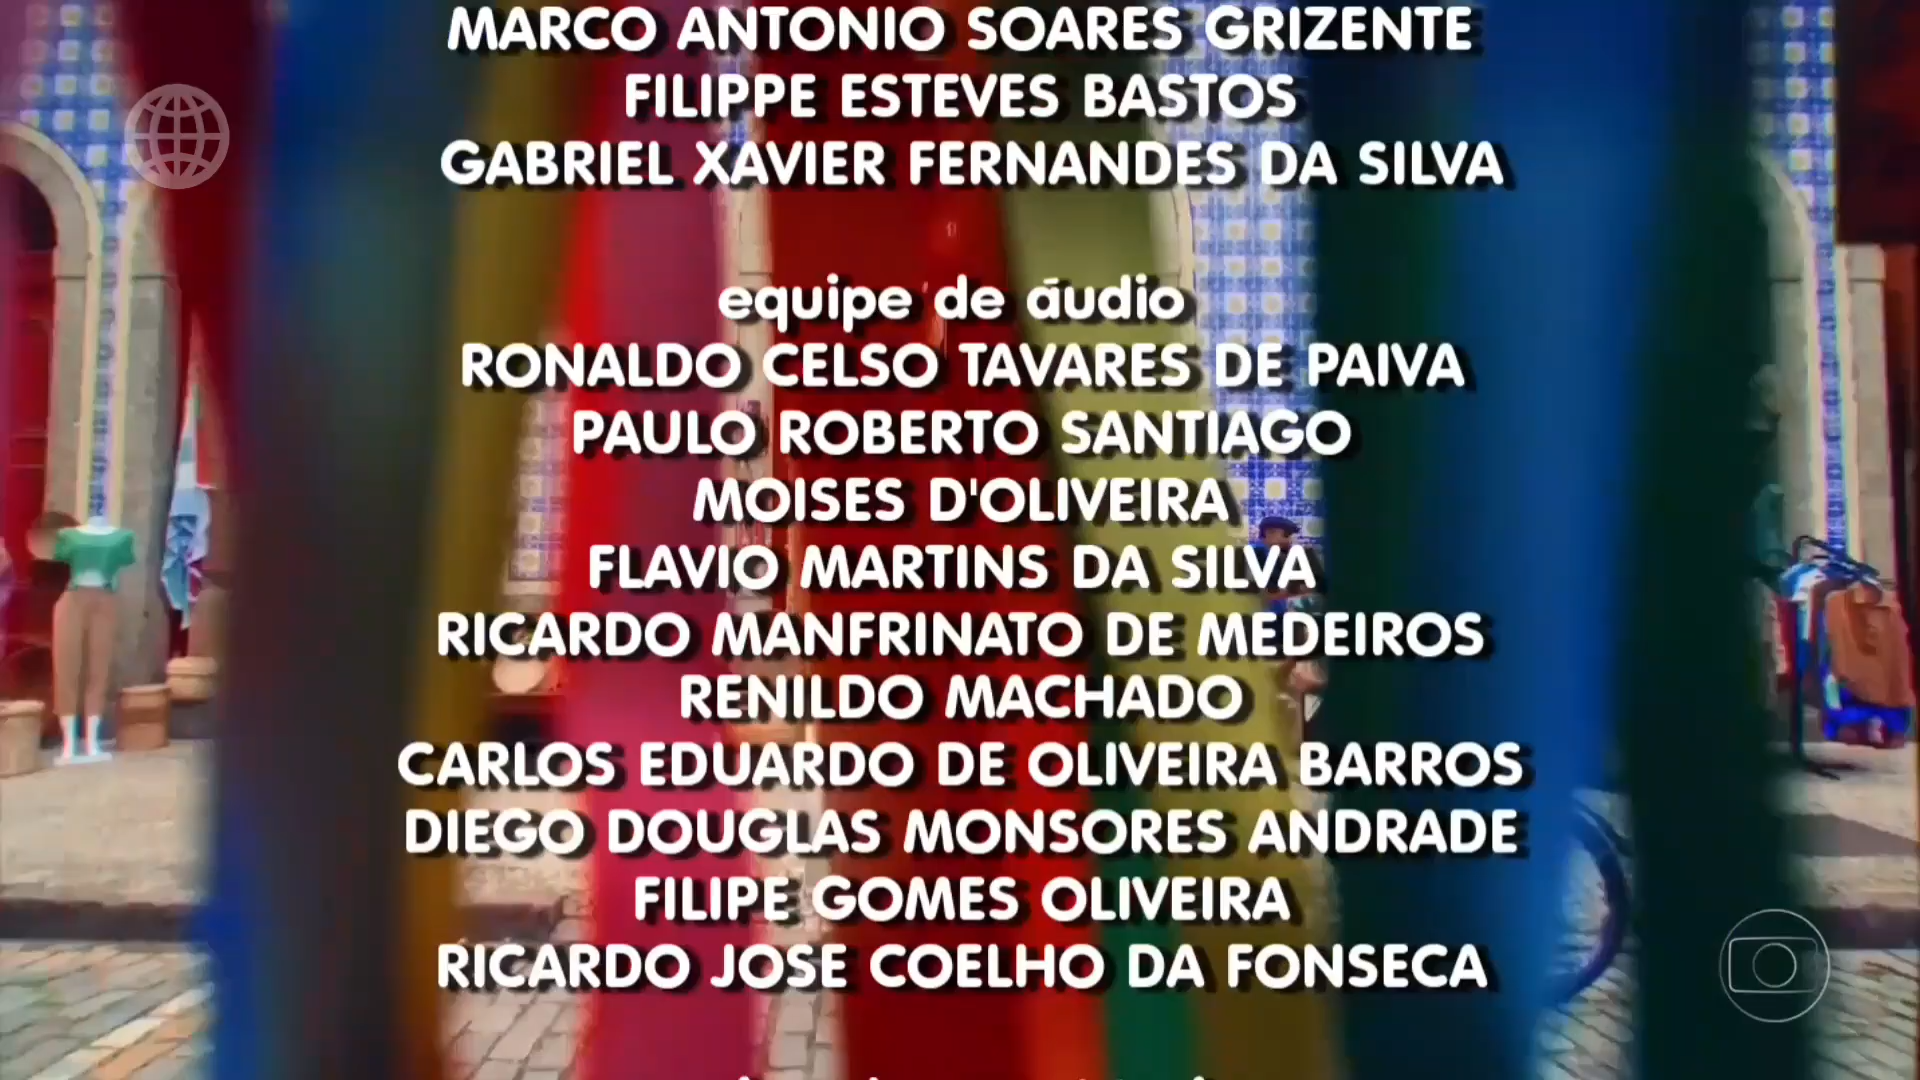 MARCO ANTONIO SOARES GRIZENTE
FILIPPE ESTEVES BASTOS
GABRIEL XAVIER FERNANDES DA SILVA
equipe de áudio
RONALDO CELSO TAVARES DE PAIVA
PAULO ROBERTO SANTIAGO
MOISES D'OLIVEIRA
FLAVIO MARTINS DA SILVA
RICARDO MANFRINATO DE MEDEIROS
RENILDO MACHADO
CARLOS EDUARDO DE OLIVEIRA BARROS
DIEGO DOUGLAS MONSORES ANDRADE
FILIPE GOMES OLIVEIRA
RICARDO JOSE COELHO DA FONSECA